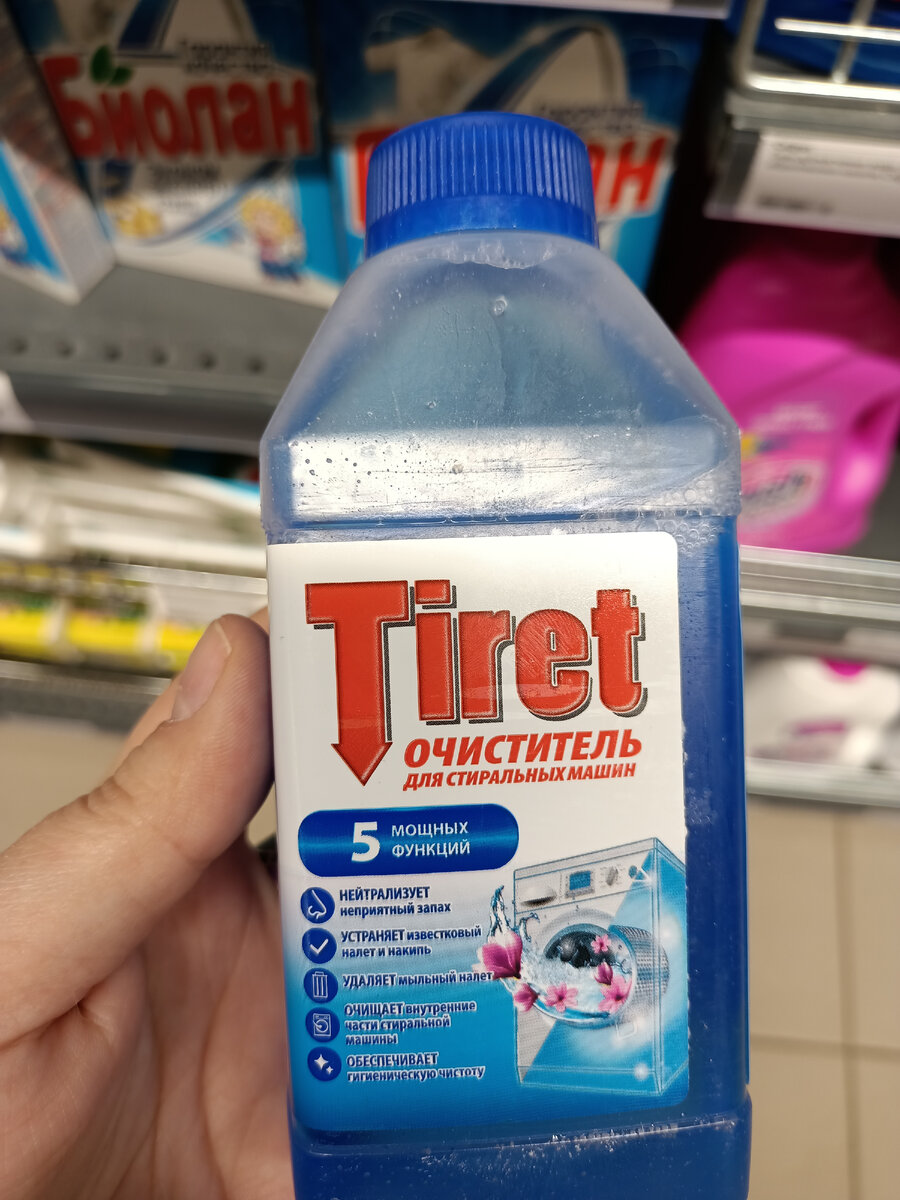 Биолан
Tiret
ОЧИСТИТЕЛЬ
ДЛЯ СТИРАЛЬНЫХ МАШИН
5 МОЩНЫХ
ФУНКЦИЙ
НЕЙТРАЛИЗУЕТ
неприятный запах
УСТРАНЯЕТ известковый
налет и накипь
УДАЛЯЕТ мыльный налет
ОЧИЩАЕТ внутренние
части стиральной
машины
ОБЕСПЕЧИВАЕТ
гигиеническую чистоту